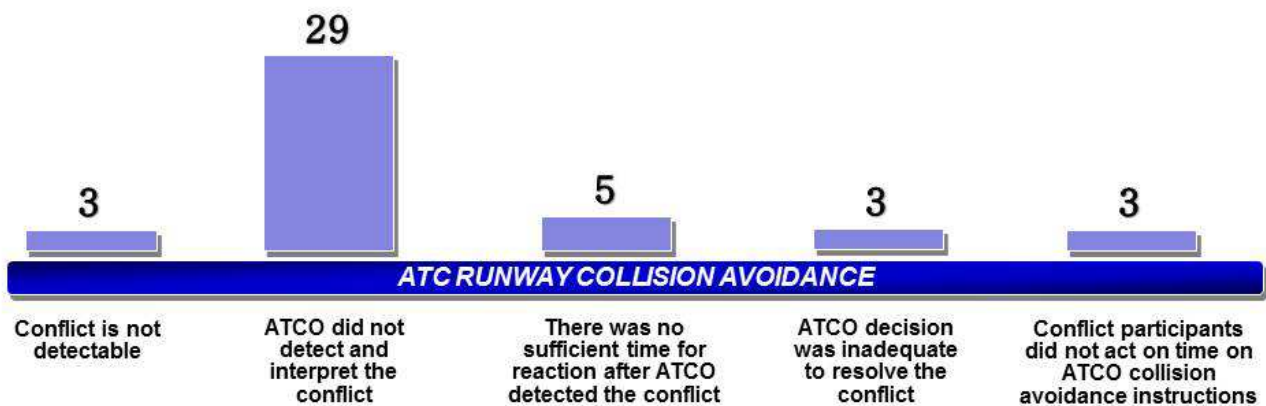 29
3
5
3
3
ATC RUNWAY COLLISION AVOIDANCE
Conflict is not
detectable
ATCO did not
detect and
interpret the
conflict
There was no
sufficient time for
reaction after ATCO
detected the conflict
ATCO decision
was inadequate
to resolve the
conflict
Conflict participants
did not act on time on
ATCO collision
avoidance instructions